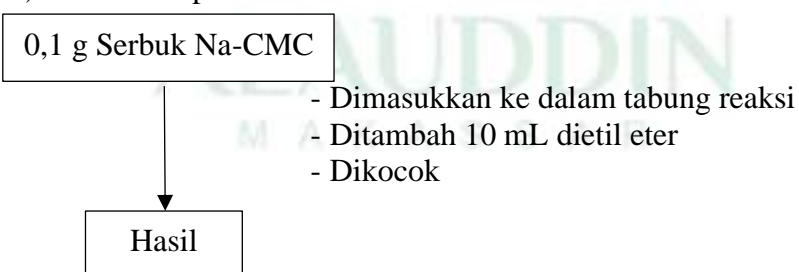 0,1 g Serbuk Na-CMC
- Dimasukkan ke dalam tabung reaksi
- Ditambah 10 mL dietil eter
- Dikocok
Hasil